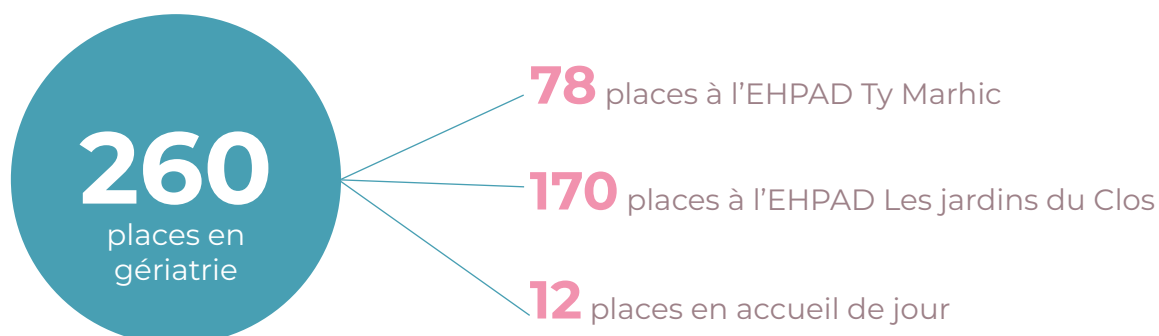 260
places en
gériatrie
78 places à l’EHPAD Ty Marhic
170 places à l’EHPAD Les jardins du Clos
12 places en accueil de jour